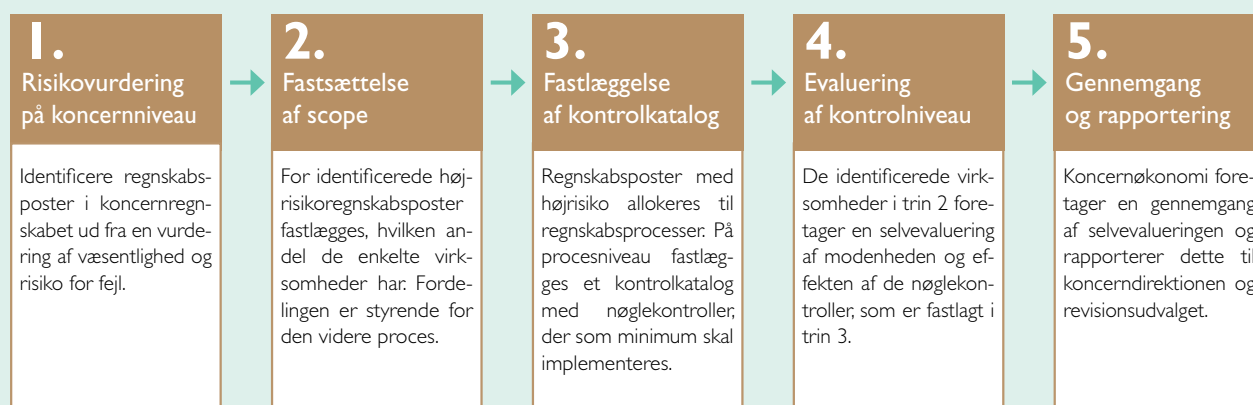 1.
Risikovurdering
på koncernniveau
Identificere regnskabs-
poster i koncernregn-
skabet ud fra en vurde-
ring af væsentlighed og
risiko for fejl.
2.
Fastsættelse
af scope
For identificerede høj-
risikoregnskabsposter
fastlægges, hvilken an-
del de enkelte virk-
somheder har. Forde-
lingen er styrende for
den videre proces.
3.
Fastlæggelse
af kontrolkatalog
Regnskabsposter med
højrisiko allokeres til
regnskabsprocesser. På
procesniveau fastlæg-
ges et kontrolkatalog
med nøglekontroller,
der som minimum skal
implementeres.
4.
Evaluering
af kontrolniveau
De identificerede virk-
somheder i trin 2 fore-
tager en selvevaluering
af modenheden og ef-
fekten af de nøglekon-
troller, som er fastlagt i
trin 3.
5.
Gennemgang
og rapportering
Koncernøkonomi fore-
tager en gennemgang
af selvevalueringen og
rapporterer dette til
koncerndirektionen og
revisionsudvalget.